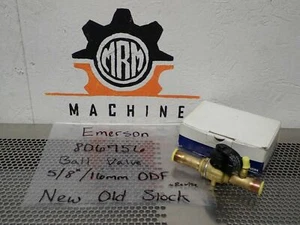 MRM
MACHINE
Emerson
806756
Ball Valve
5/8"/16mm ODF
New Old Stock